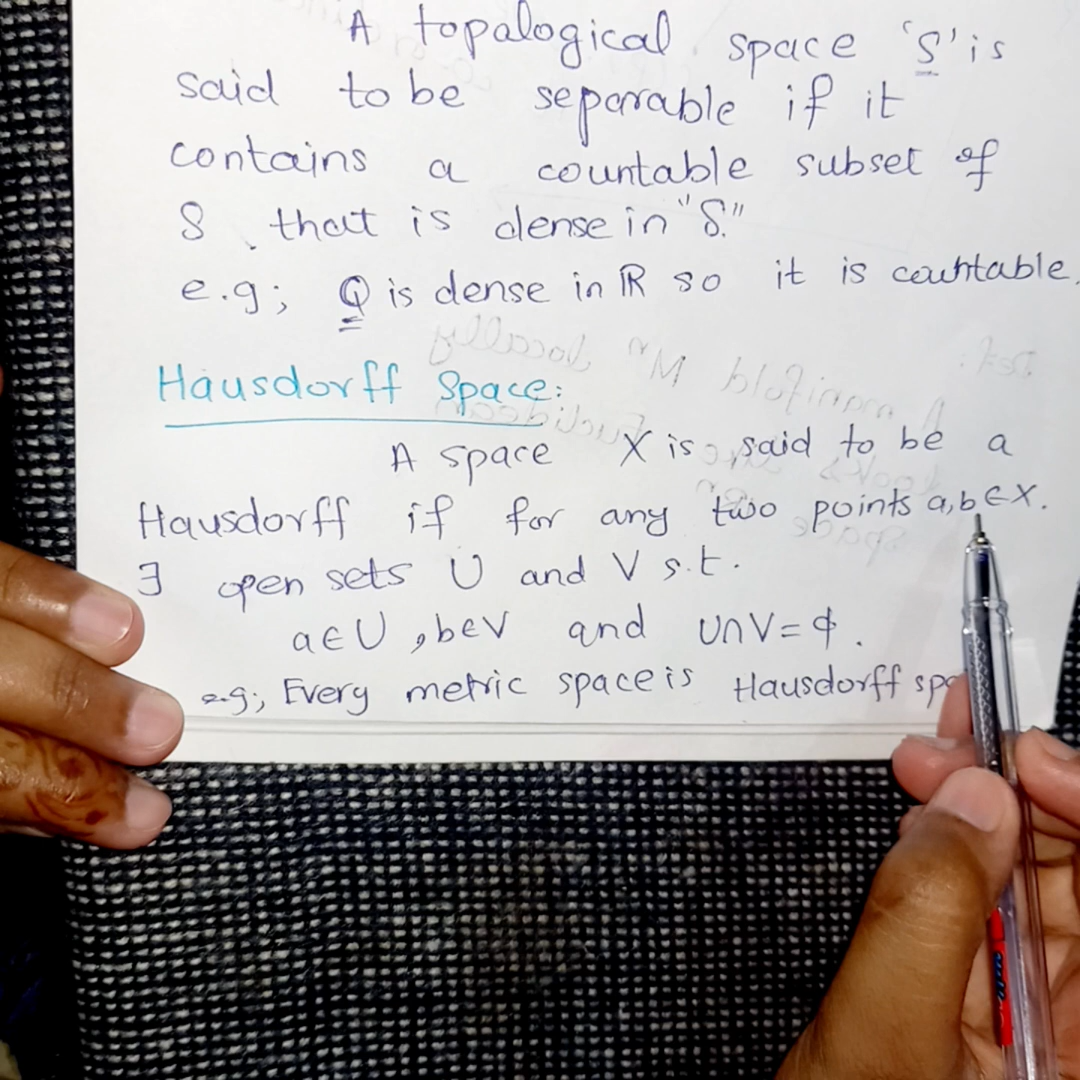 A topalogical space 'S' is
said to be separable if it
contains a countable subset of
S that is dense in "S."
e.g; Q is dense in R so it is countable.
Hausdorff Space:
A space X is said to be a
Hausdorff if for any two points a,b ∈ X.
∃ open sets U and V s.t.
a∈U, b∈V and U∩V=ϕ.
e.g; Every metric space is Hausdorff spa